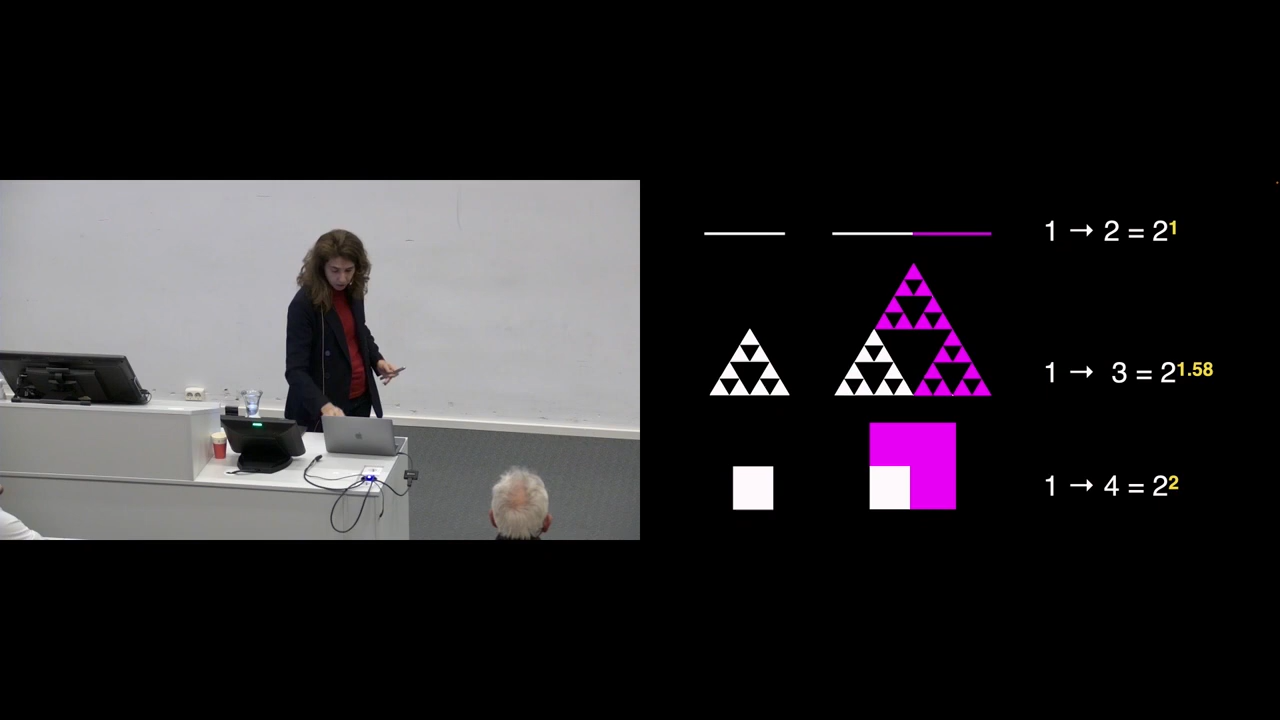 1 → 2 = 2¹
1 → 3 = 2¹·⁵⁸
1 → 4 = 2²